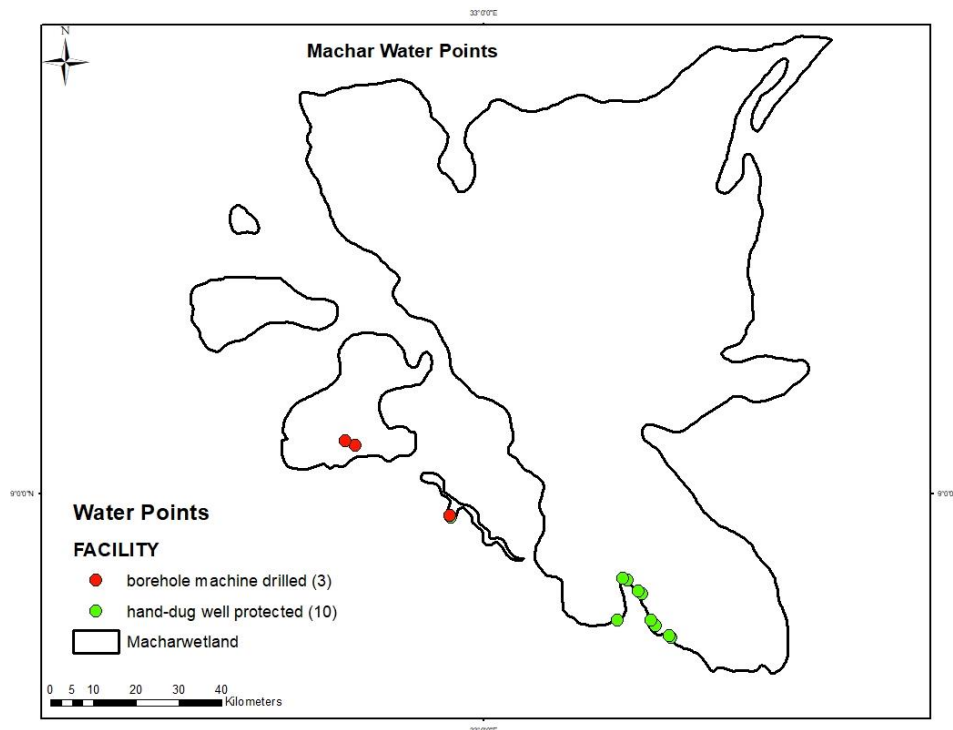 33°0'0"E
N
Machar Water Points
9°0'0"N
9°0'0
Water Points
FACILITY
borehole machine drilled (3)
hand-dug well protected (10)
Macharwetland
0 5 10 20 30 40
Kilometers